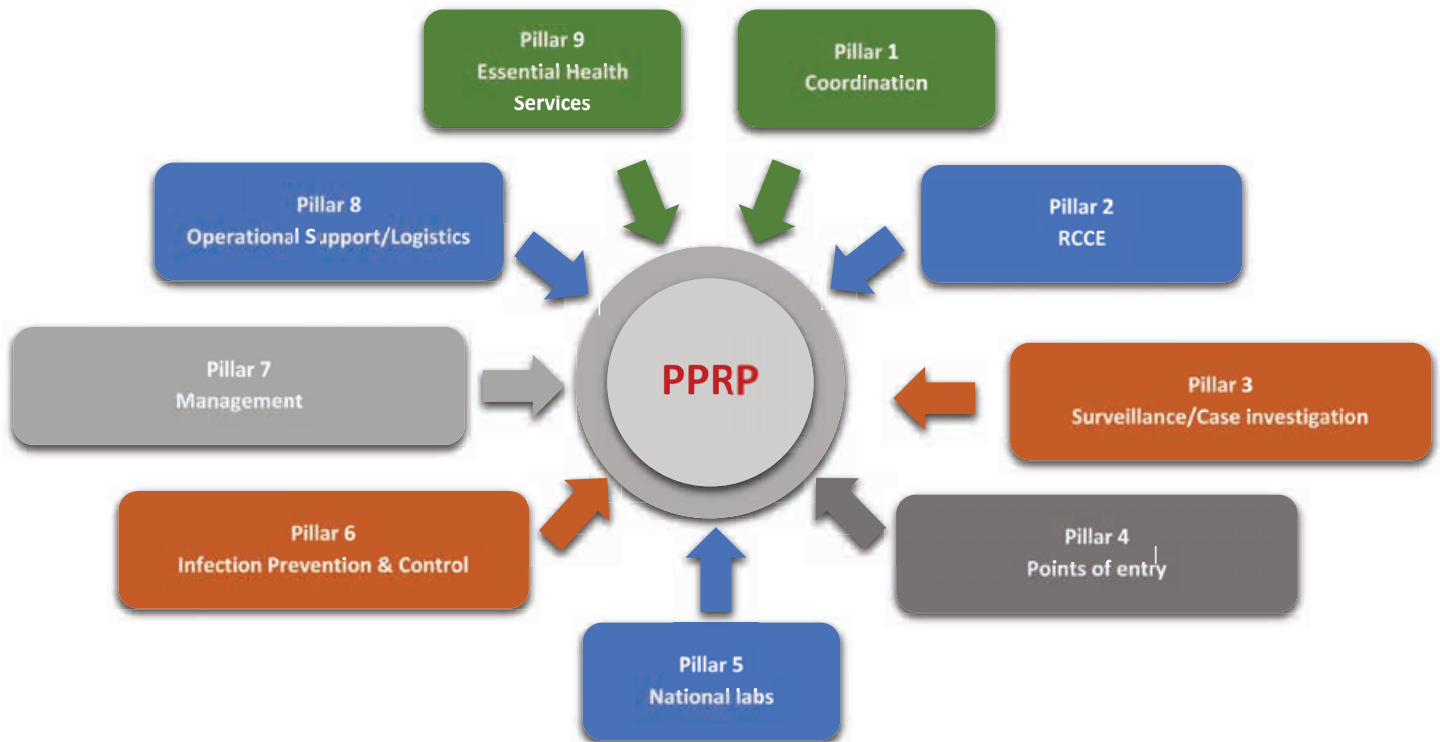 Pillar 9
Essential Health
Services
Pillar 1
Coordination
Pillar 8
Operational Support/Logistics
Pillar 2
RCCE
PPRP
Pillar 7
Management
Pillar 3
Surveillance/Case investigation
Pillar 6
Infection Prevention & Control
Pillar 4
Points of entry
Pillar 5
National labs